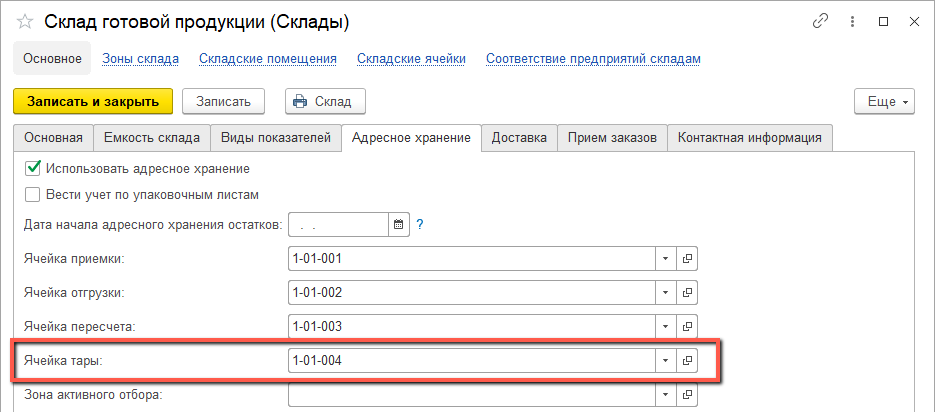 Склад готовой продукции (Склады)
Основное Зоны склада Складские помещения Складские ячейки Соответствие предприятий складам
Записать и закрыть Записать Склад Еще
Основная Емкость склада Виды показателей Адресное хранение Доставка Прием заказов Контактная информация
Использовать адресное хранение
Вести учет по упаковочным листам
Дата начала адресного хранения остатков: . . ?
Ячейка приемки: 1-01-001
Ячейка отгрузки: 1-01-002
Ячейка пересчета: 1-01-003
Ячейка тары: 1-01-004
Зона активного отбора: